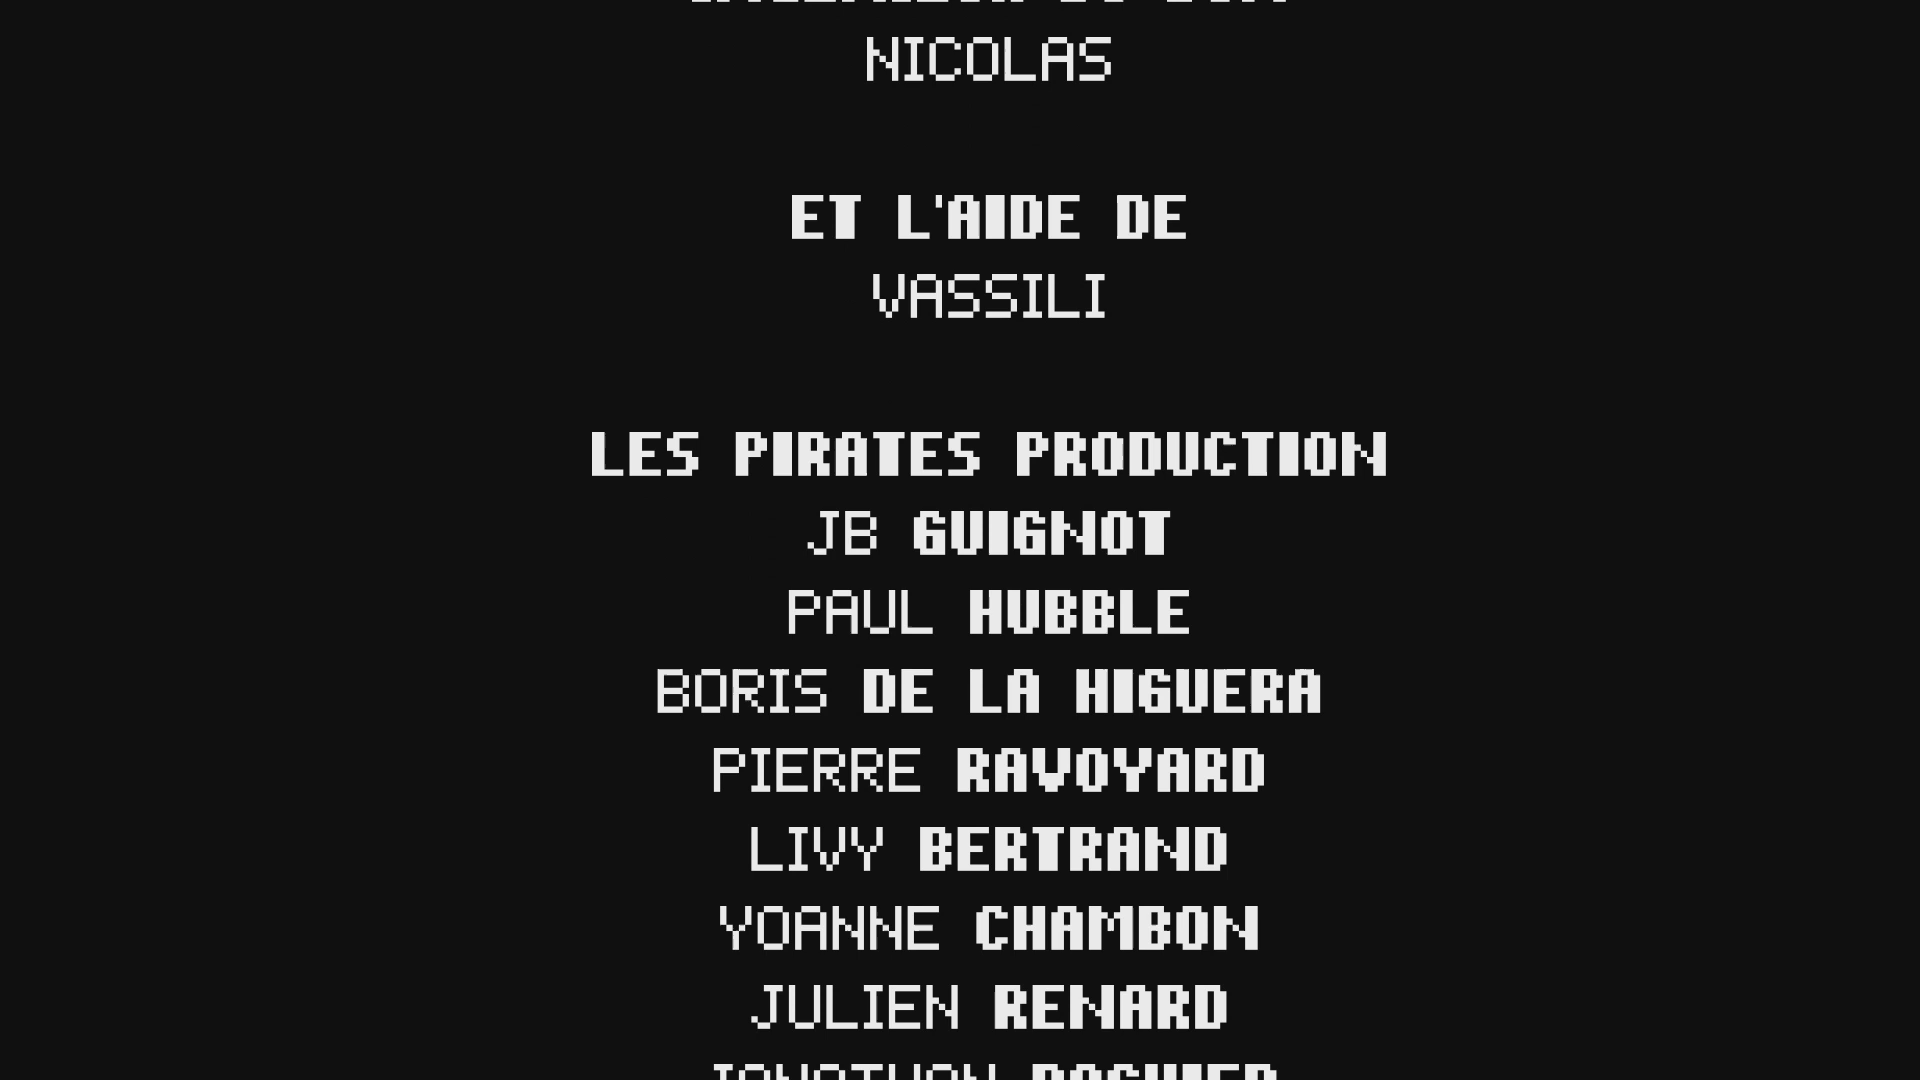 NICOLAS
ET L'AIDE DE
VASSILI
LES PIRATES PRODUCTION
JB GUIGNOT
PAUL HUBBLE
BORIS DE LA HIGUERA
PIERRE RAVOYARD
LIVY BERTRAND
YOANNE CHAMBON
JULIEN RENARD